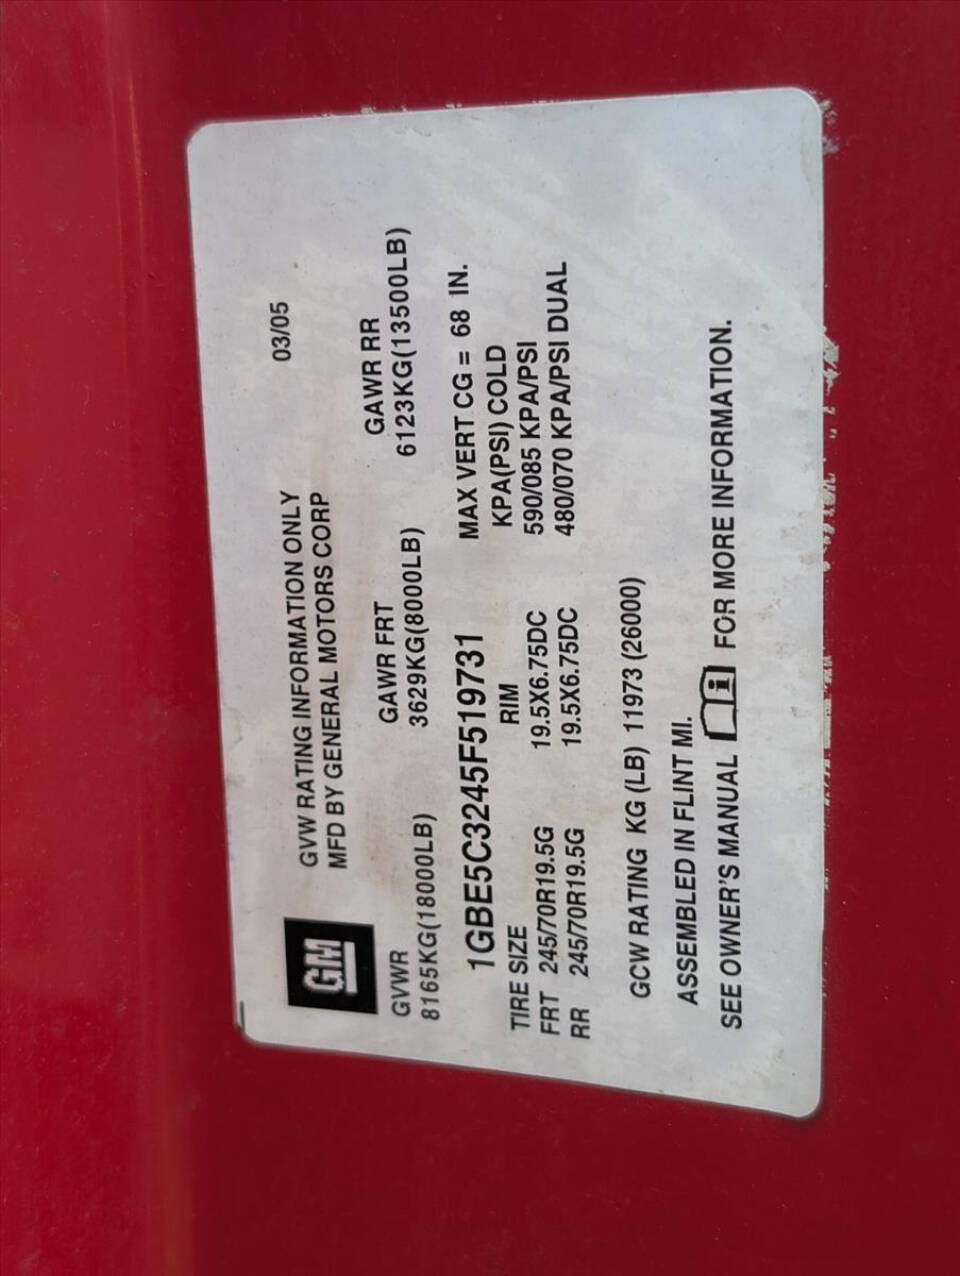 GM
GVW RATING INFORMATION ONLY 03/05
MFD BY GENERAL MOTORS CORP
GVWR GAWR FRT GAWR RR
8165KG(18000LB) 3629KG(8000LB) 6123KG(13500LB)
1GBE5C3245F519731 MAX VERT CG = 68 IN.
TIRE SIZE RIM KPA(PSI) COLD
FRT 245/70R19.5G 19.5X6.75DC 590/085 KPA/PSI
RR 245/70R19.5G 19.5X6.75DC 480/070 KPA/PSI DUAL
GCW RATING KG (LB) 11973 (26000)
ASSEMBLED IN FLINT MI.
SEE OWNER'S MANUAL i FOR MORE INFORMATION.